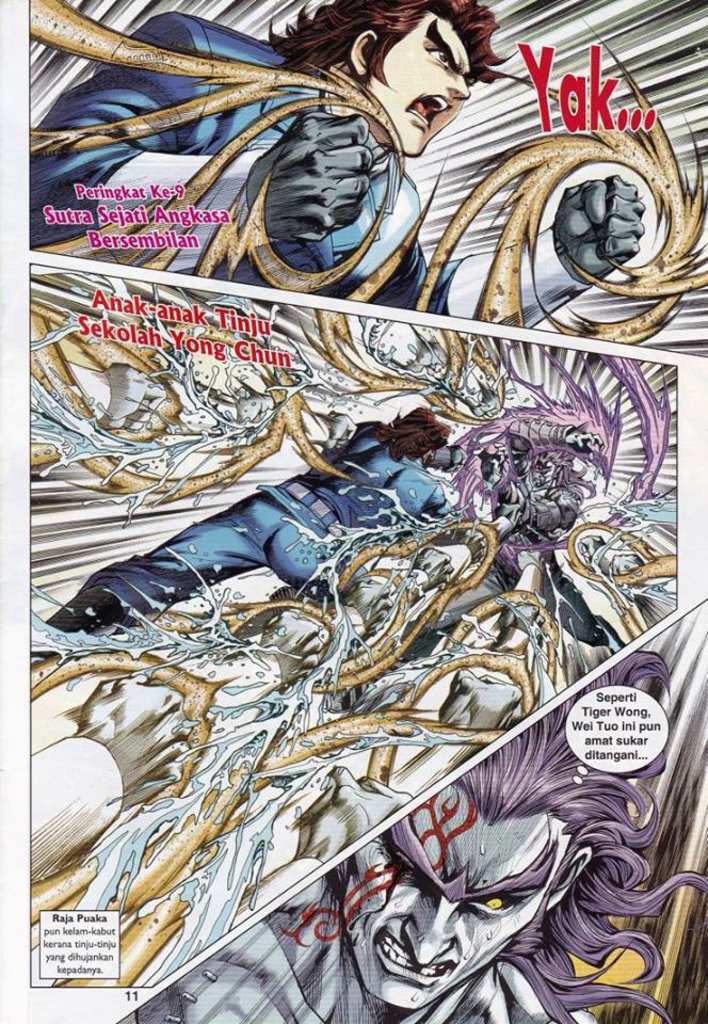 Yak...
Peringkat Ke-9
Sutra Sejati Angkasa
Bersembilan
Anak-anak Tinju
Sekolah Yong Chun
Seperti
Tiger Wong,
Wei Tuo ini pun
amat sukar
ditangani...
Raja Puaka
pun kelam-kabut
kerana tinju-tinju
yang dihujankan
kepadanya.
11